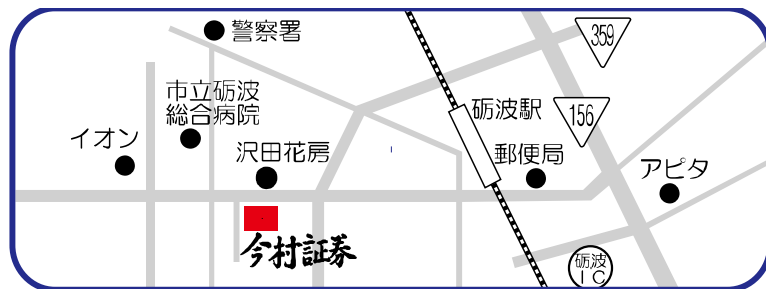 警察署
359
市立砺波
総合病院
砺波駅
156
イオン
沢田花房
郵便局
アピタ
今村証券
砺波
IC